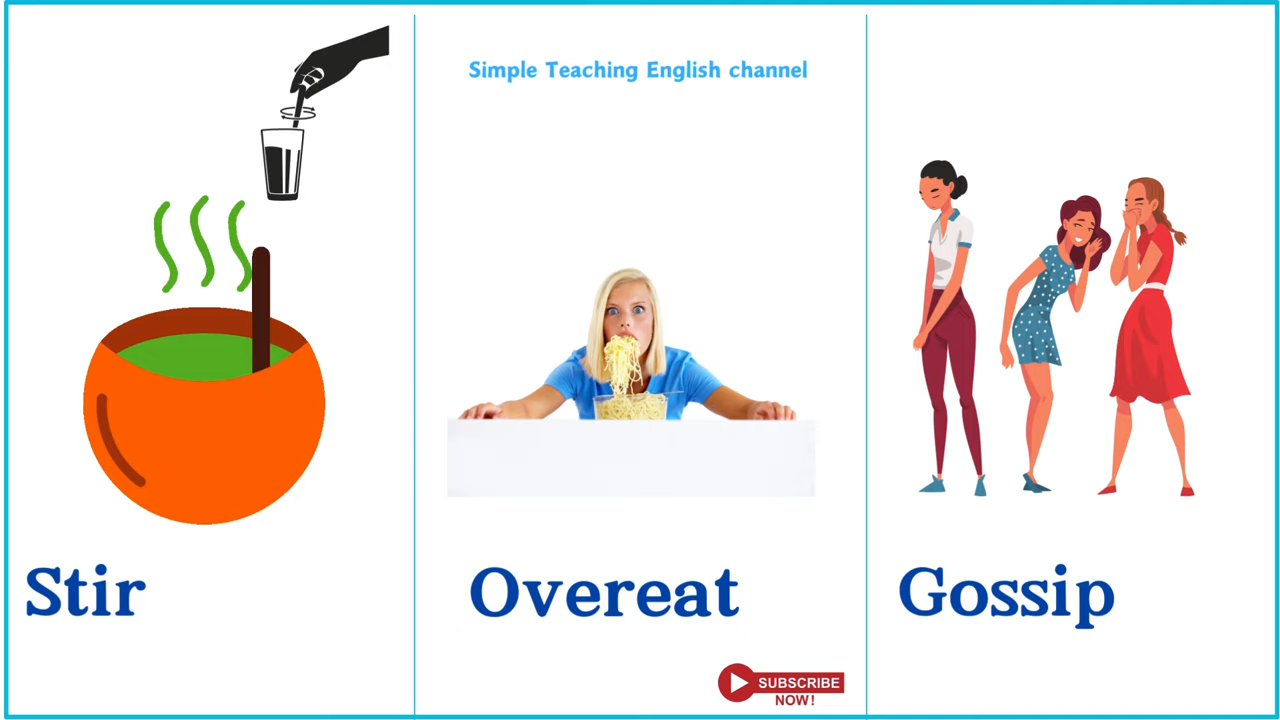 Simple Teaching English channel
Stir
Overeat
Gossip
SUBSCRIBE
NOW!